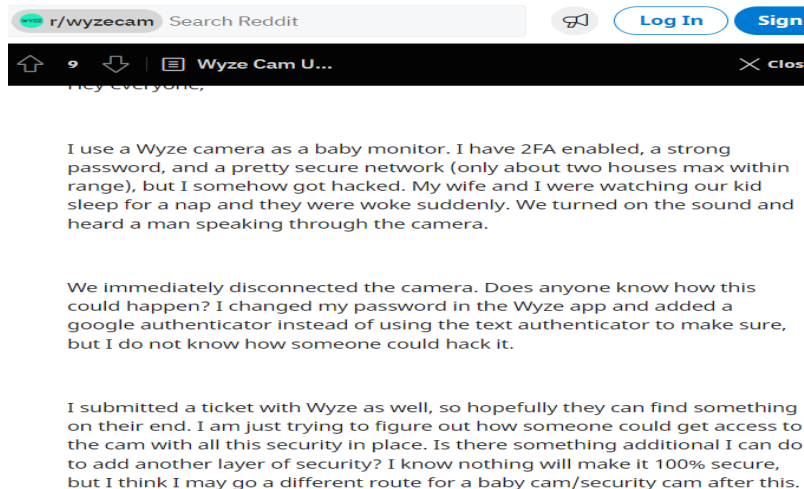 WYZE r/wyzecam Search Reddit Log In Sign
9 Wyze Cam U... Clos
Hey everyone,
I use a Wyze camera as a baby monitor. I have 2FA enabled, a strong
password, and a pretty secure network (only about two houses max within
range), but I somehow got hacked. My wife and I were watching our kid
sleep for a nap and they were woke suddenly. We turned on the sound and
heard a man speaking through the camera.
We immediately disconnected the camera. Does anyone know how this
could happen? I changed my password in the Wyze app and added a
google authenticator instead of using the text authenticator to make sure,
but I do not know how someone could hack it.
I submitted a ticket with Wyze as well, so hopefully they can find something
on their end. I am just trying to figure out how someone could get access to
the cam with all this security in place. Is there something additional I can do
to add another layer of security? I know nothing will make it 100% secure,
but I think I may go a different route for a baby cam/security cam after this.